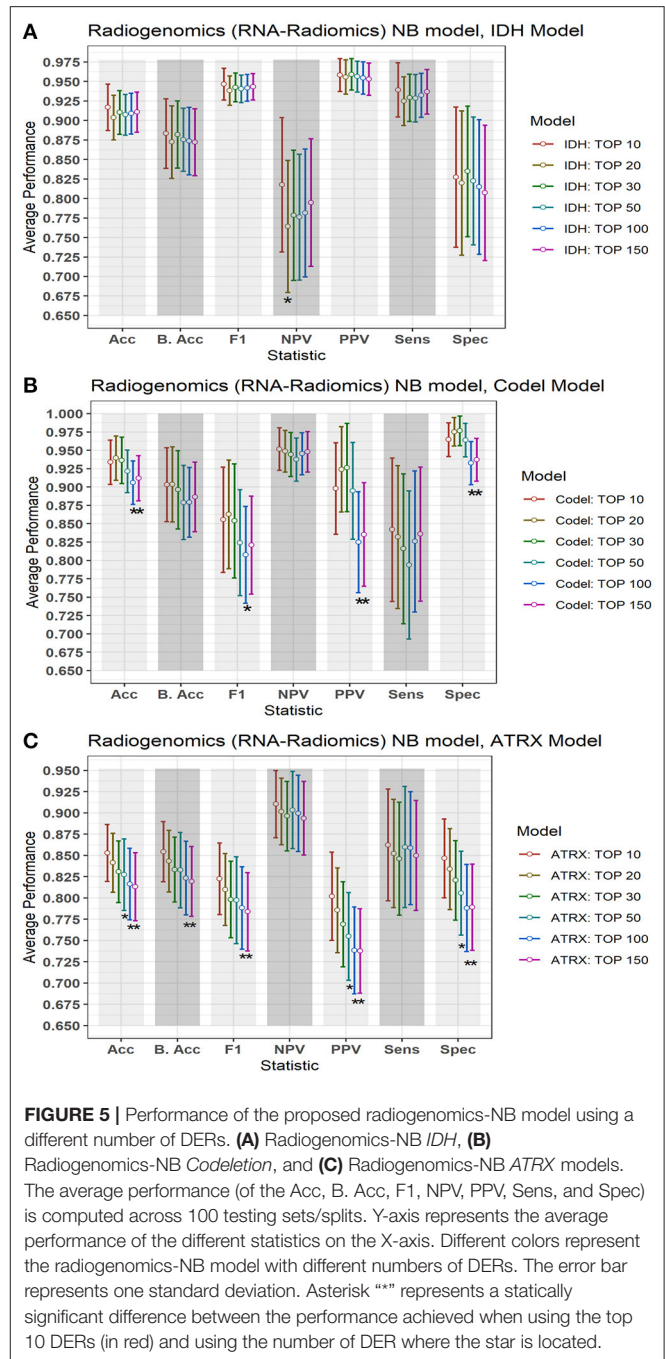 A
Radiogenomics (RNA-Radiomics) NB model, IDH Model
0.975
0.950
0.925
0.900
0.875
0.850
0.825
0.800
0.775
0.750
0.725
0.700
0.675
0.650
Average Performance
*
Acc B. Acc F1 NPV PPV Sens Spec
Statistic
Model
IDH: TOP 10
IDH: TOP 20
IDH: TOP 30
IDH: TOP 50
IDH: TOP 100
IDH: TOP 150
B
Radiogenomics (RNA-Radiomics) NB model, Codel Model
1.000
0.975
0.950
0.925
0.900
0.875
0.850
0.825
0.800
0.775
0.750
0.725
0.700
0.675
0.650
Average Performance
** * ** **
Acc B. Acc F1 NPV PPV Sens Spec
Statistic
Model
Codel: TOP 10
Codel: TOP 20
Codel: TOP 30
Codel: TOP 50
Codel: TOP 100
Codel: TOP 150
C
Radiogenomics (RNA-Radiomics) NB model, ATRX Model
0.950
0.925
0.900
0.875
0.850
0.825
0.800
0.775
0.750
0.725
0.700
0.675
0.650
Average Performance
* ** ** ** * ** * **
Acc B. Acc F1 NPV PPV Sens Spec
Statistic
Model
ATRX: TOP 10
ATRX: TOP 20
ATRX: TOP 30
ATRX: TOP 50
ATRX: TOP 100
ATRX: TOP 150
FIGURE 5 | Performance of the proposed radiogenomics-NB model using a
different number of DERs. (A) Radiogenomics-NB IDH, (B)
Radiogenomics-NB Codeletion, and (C) Radiogenomics-NB ATRX models.
The average performance (of the Acc, B. Acc, F1, NPV, PPV, Sens, and Spec)
is computed across 100 testing sets/splits. Y-axis represents the average
performance of the different statistics on the X-axis. Different colors represent
the radiogenomics-NB model with different numbers of DERs. The error bar
represents one standard deviation. Asterisk “*” represents a statically
significant difference between the performance achieved when using the top
10 DERs (in red) and using the number of DER where the star is located.